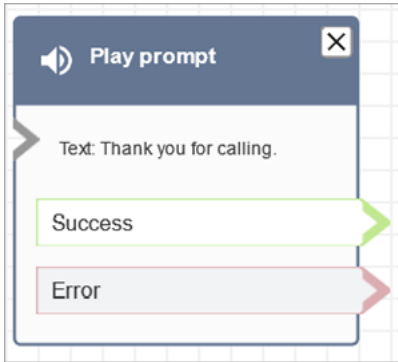 Play prompt
Text: Thank you for calling.
Success
Error